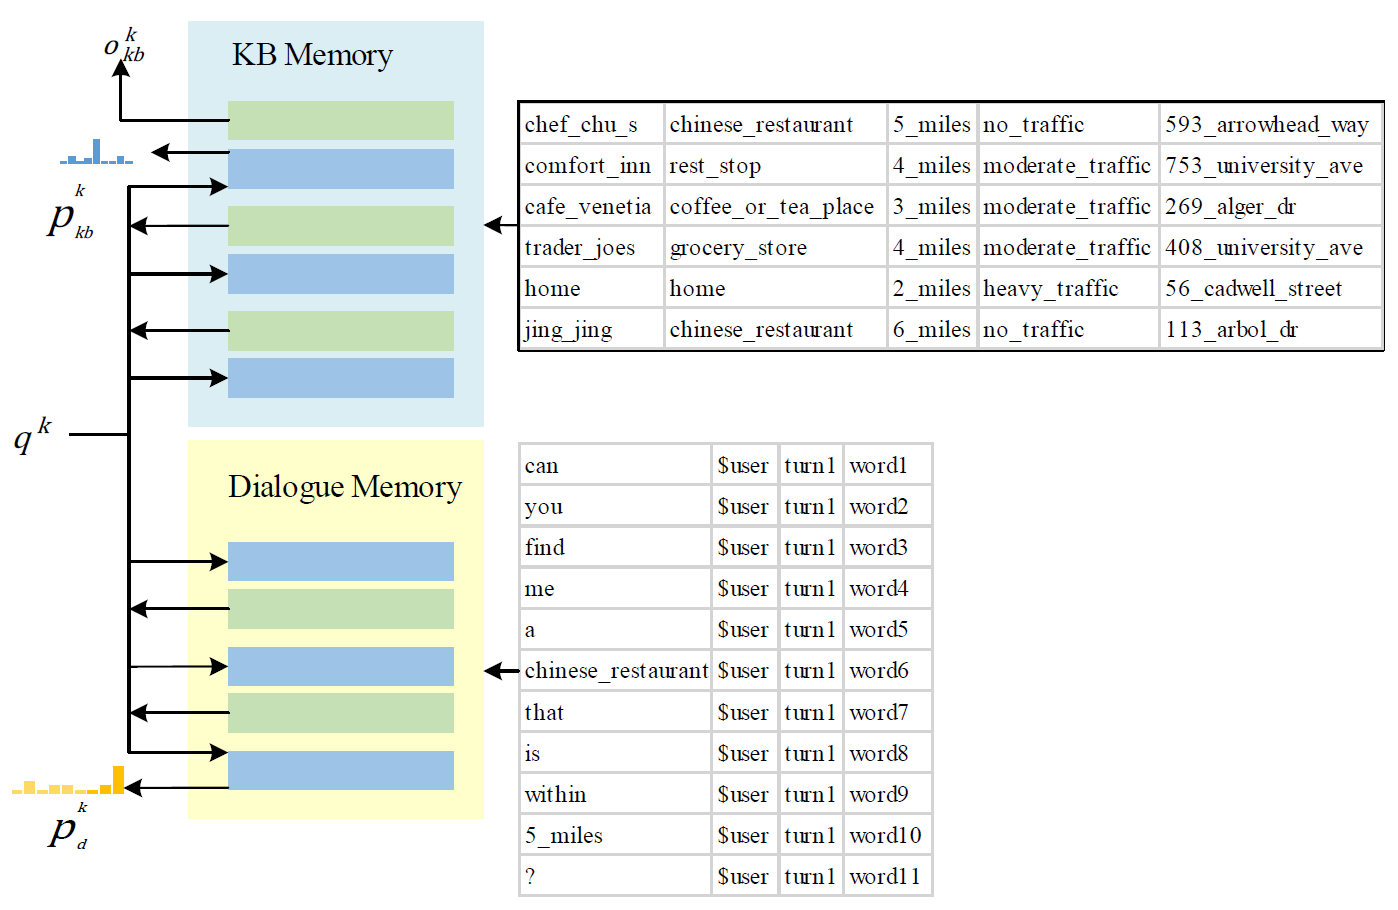 o^k_kb
KB Memory
chef_chu_s chinese_restaurant 5_miles no_traffic 593_arrowhead_way
comfort_inn rest_stop 4_miles moderate_traffic 753_university_ave
p^k_kb
cafe_venetia coffee_or_tea_place 3_miles moderate_traffic 269_alger_dr
trader_joes grocery_store 4_miles moderate_traffic 408_university_ave
home home 2_miles heavy_traffic 56_cadwell_street
jing_jing chinese_restaurant 6_miles no_traffic 113_arbol_dr
q^k
Dialogue Memory
can $user turn1 word1
you $user turn1 word2
find $user turn1 word3
me $user turn1 word4
a $user turn1 word5
chinese_restaurant $user turn1 word6
that $user turn1 word7
is $user turn1 word8
within $user turn1 word9
5_miles $user turn1 word10
? $user turn1 word11
p^k_d